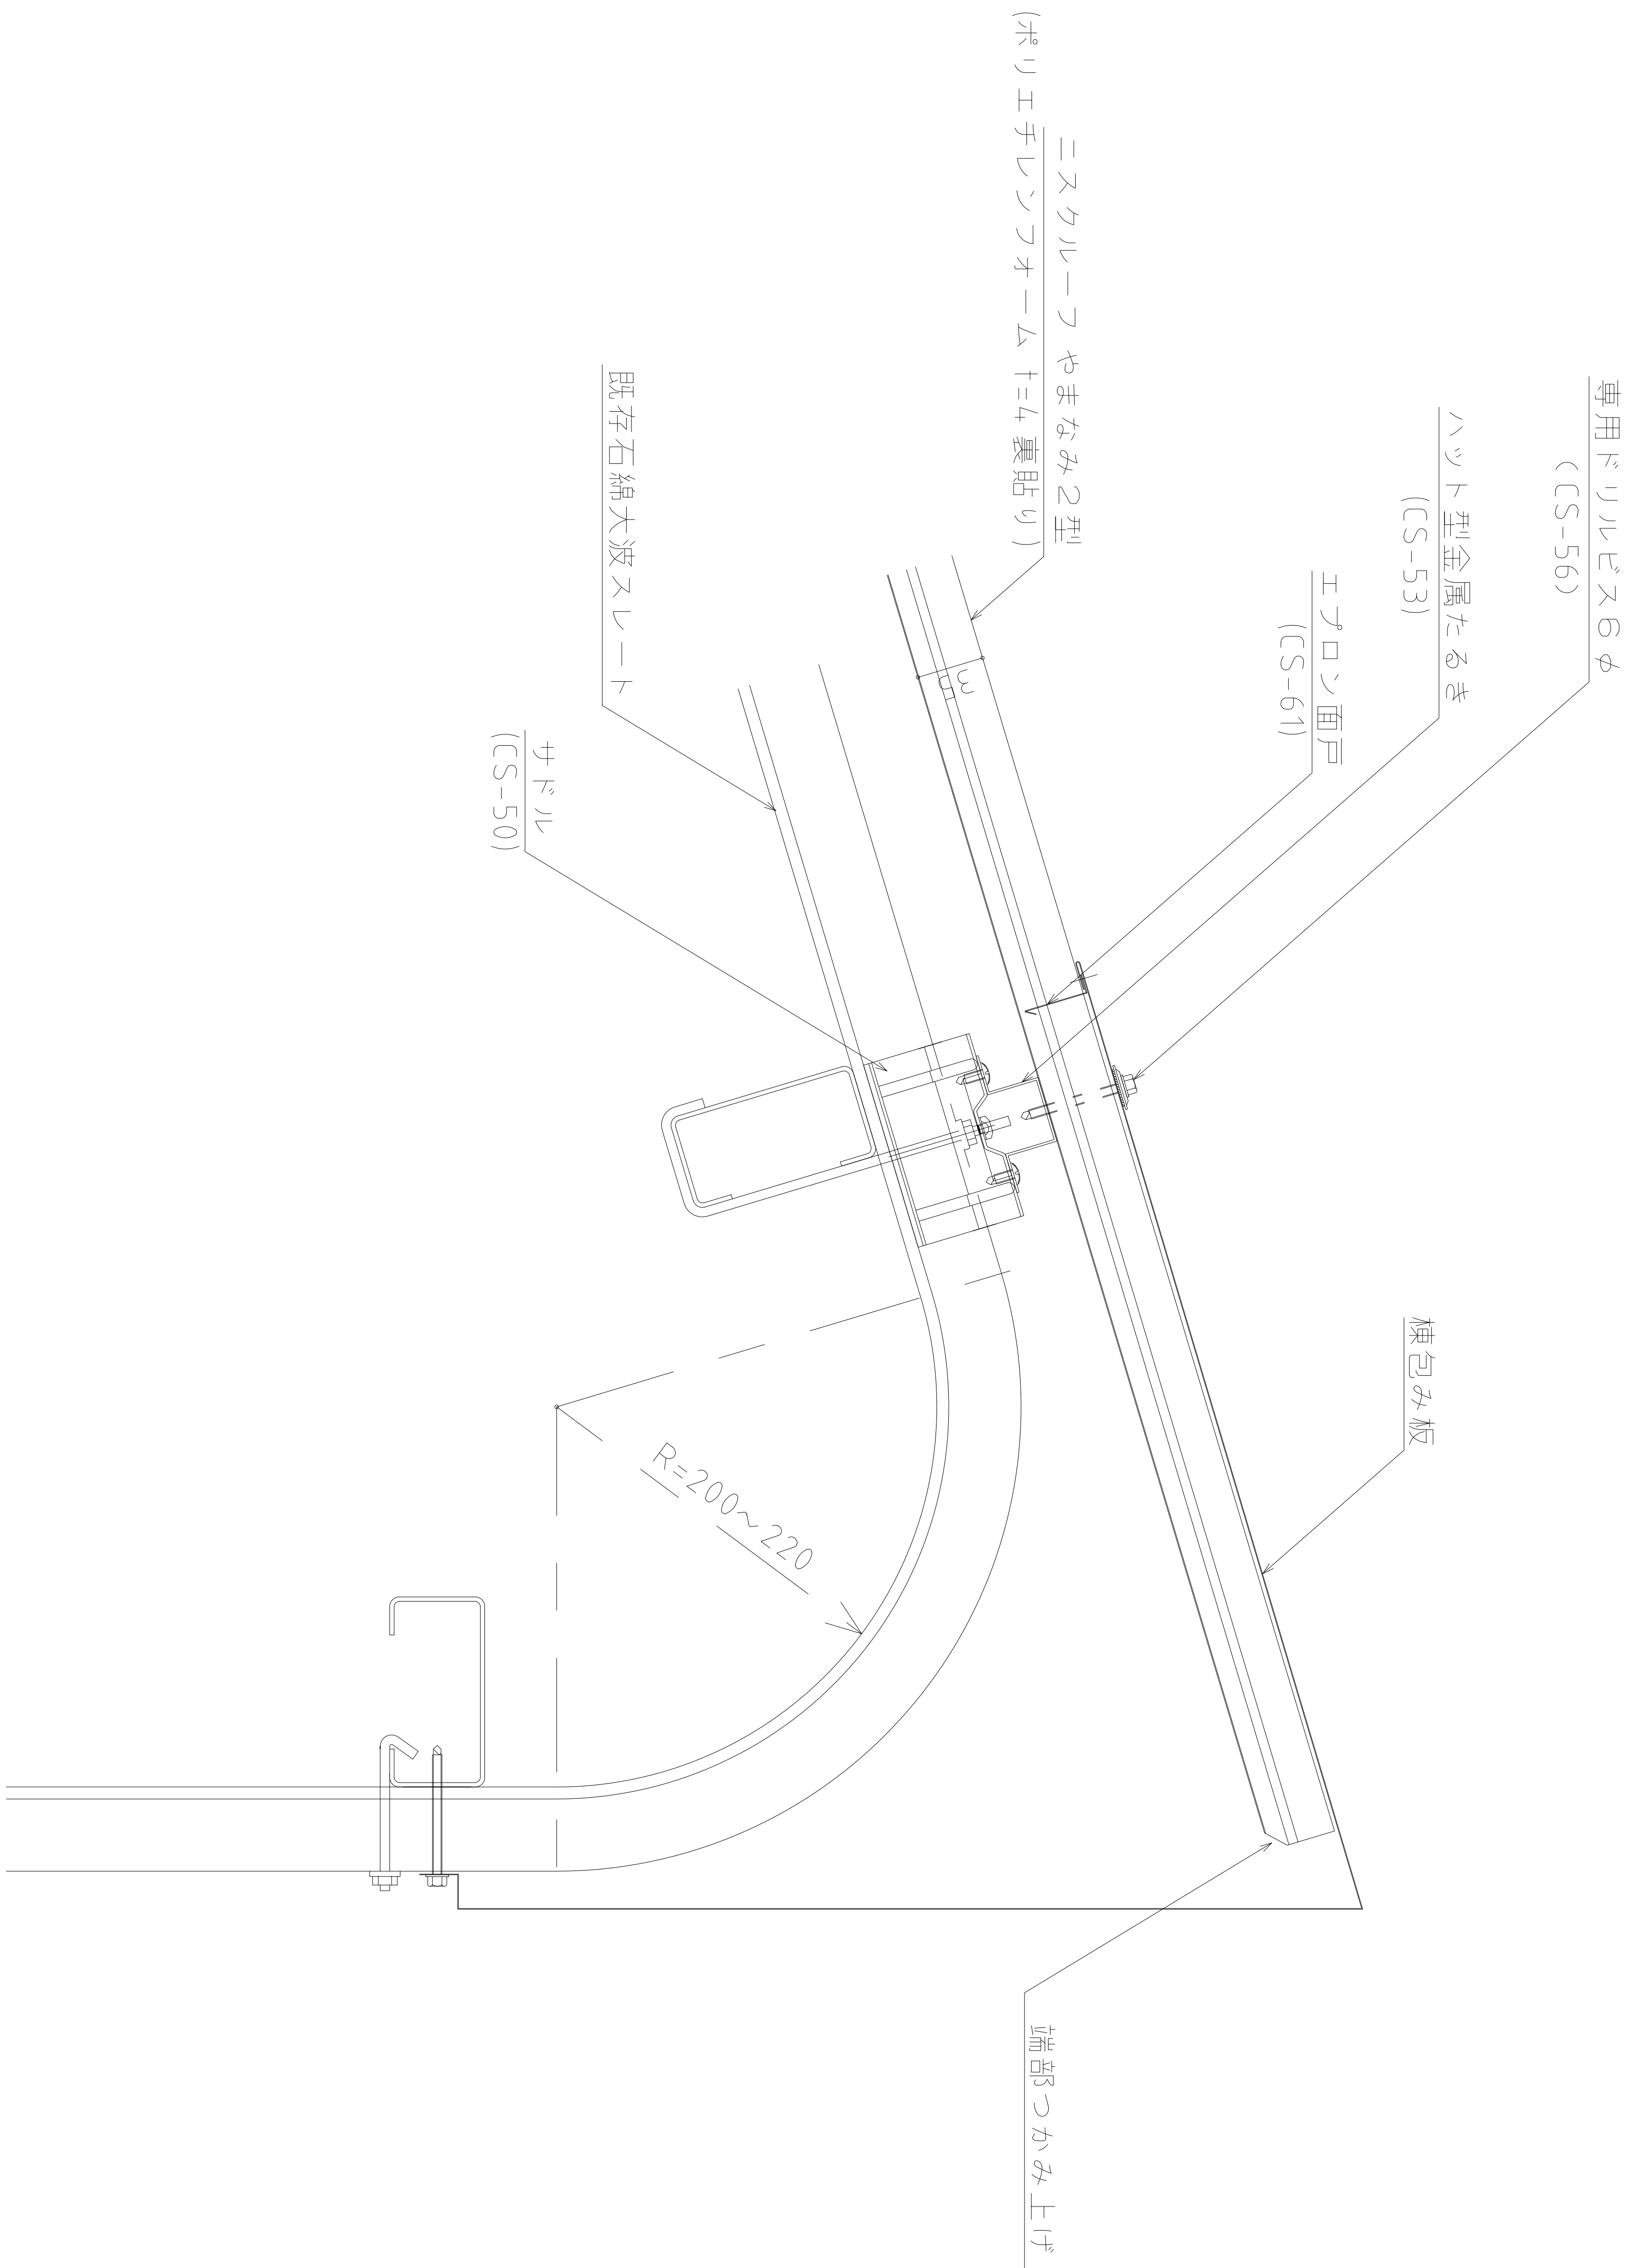 専用ドリルビス6φ
(CS-56)
ハット型金属たるき
(CS-53)
エプロン面戸
(CS-61)
ニスクルーフ やまなみ2型
(ポリエチレンフォーム t=4 裏貼り)
35
既存石綿大波スレート
サドル
(CS-50)
棟包み板
R=200~220
端部つかみ上げ